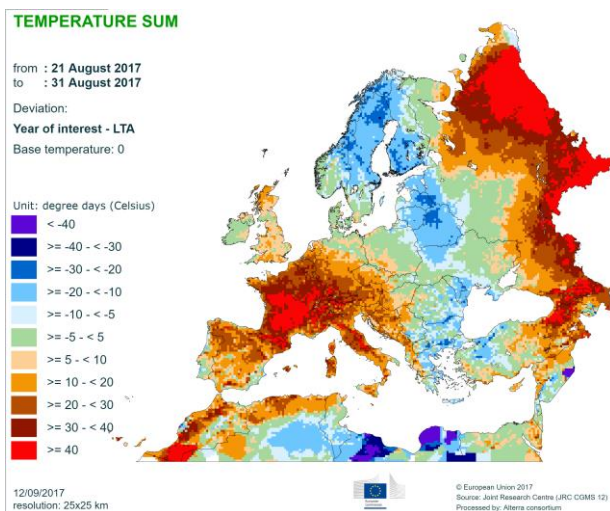 TEMPERATURE SUM
from : 21 August 2017
to : 31 August 2017
Deviation:
Year of interest - LTA
Base temperature: 0
Unit: degree days (Celsius)
< -40
>= -40 - < -30
>= -30 - < -20
>= -20 - < -10
>= -10 - < -5
>= -5 - < 5
>= 5 - < 10
>= 10 - < 20
>= 20 - < 30
>= 30 - < 40
>= 40
12/09/2017
resolution: 25x25 km
European
Commission
© European Union 2017
Source: Joint Research Centre (JRC CGMS 12)
Processed by: Alterra consortium